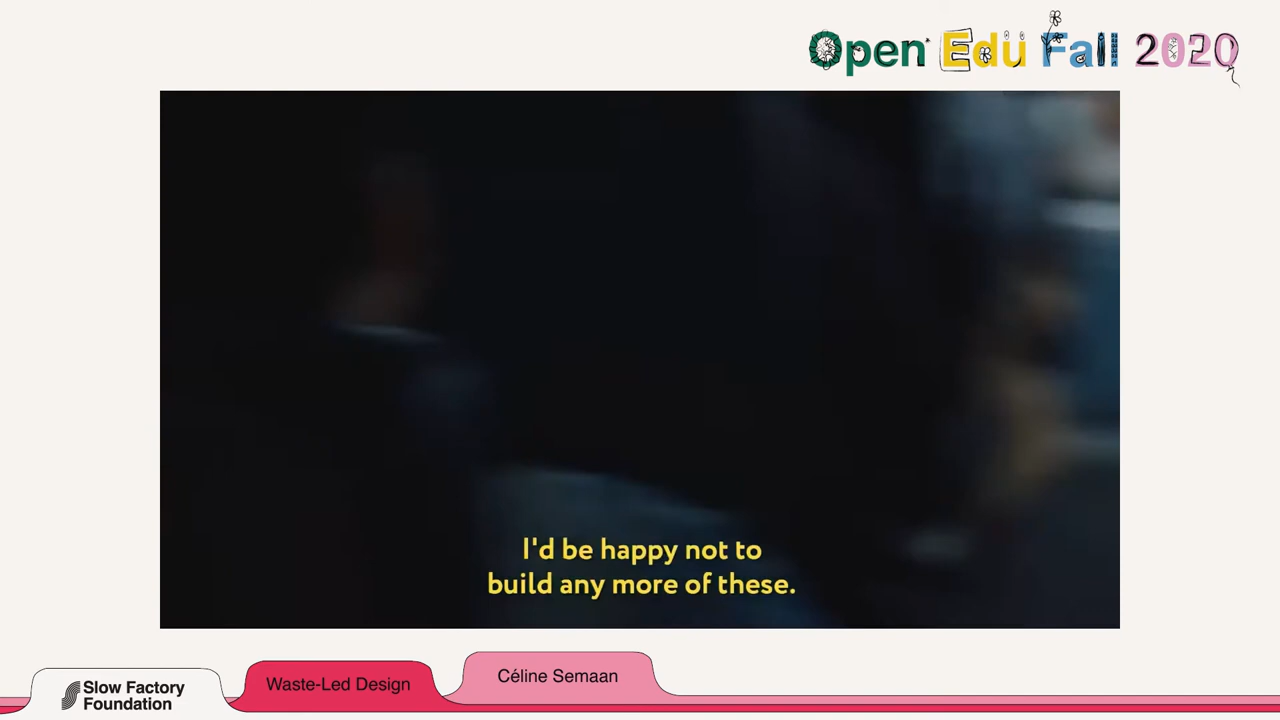 Open Edu Fall 2020
I'd be happy not to
build any more of these.
Slow Factory
Foundation
Waste-Led Design
Céline Semaan